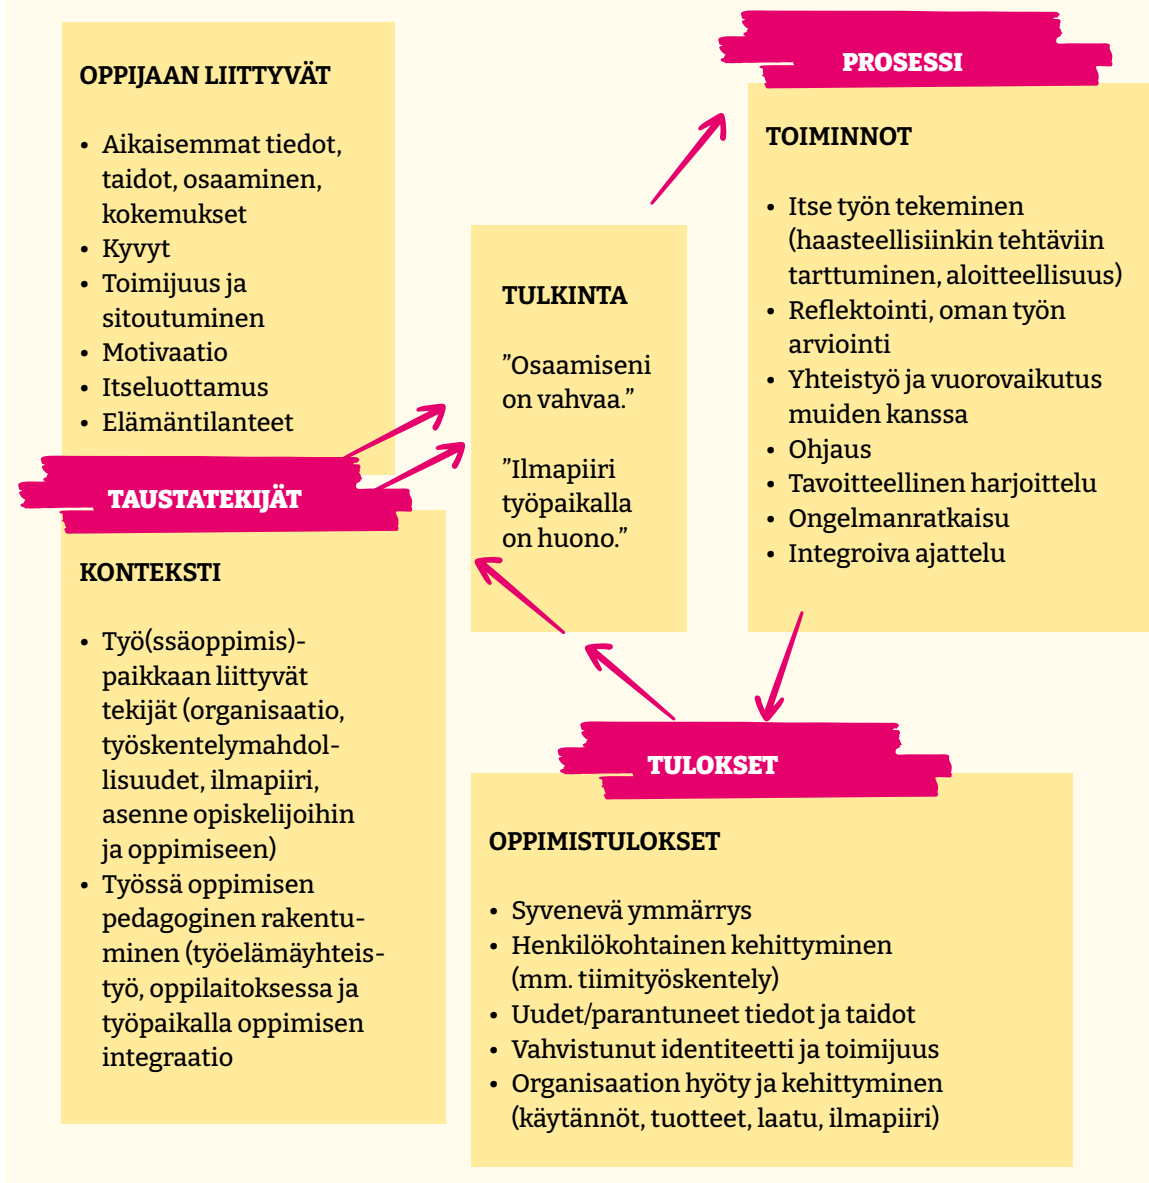 OPPIJAAN LIITTYVÄT
• Aikaisemmat tiedot,
taidot, osaaminen,
kokemukset
• Kyvyt
• Toimijuus ja
sitoutuminen
• Motivaatio
• Itseluottamus
• Elämäntilanteet
TAUSTATEKIJÄT
KONTEKSTI
• Työ(ssäoppimis)-
paikkaan liittyvät
tekijät (organisaatio,
työskentelymahdol-
lisuudet, ilmapiiri,
asenne opiskelijoihin
ja oppimiseen)
• Työssä oppimisen
pedagoginen rakentu-
minen (työelämäyhteis-
työ, oppilaitoksessa ja
työpaikalla oppimisen
integraatio
TULKINTA
”Osaamiseni
on vahvaa.”
”Ilmapiiri
työpaikalla
on huono.”
PROSESSI
TOIMINNOT
• Itse työn tekeminen
(haasteellisiinkin tehtäviin
tarttuminen, aloitteellisuus)
• Reflektointi, oman työn
arviointi
• Yhteistyö ja vuorovaikutus
muiden kanssa
• Ohjaus
• Tavoitteellinen harjoittelu
• Ongelmanratkaisu
• Integroiva ajattelu
TULOKSET
OPPIMISTULOKSET
• Syvenevä ymmärrys
• Henkilökohtainen kehittyminen
(mm. tiimityöskentely)
• Uudet/parantuneet tiedot ja taidot
• Vahvistunut identiteetti ja toimijuus
• Organisaation hyöty ja kehittyminen
(käytännöt, tuotteet, laatu, ilmapiiri)